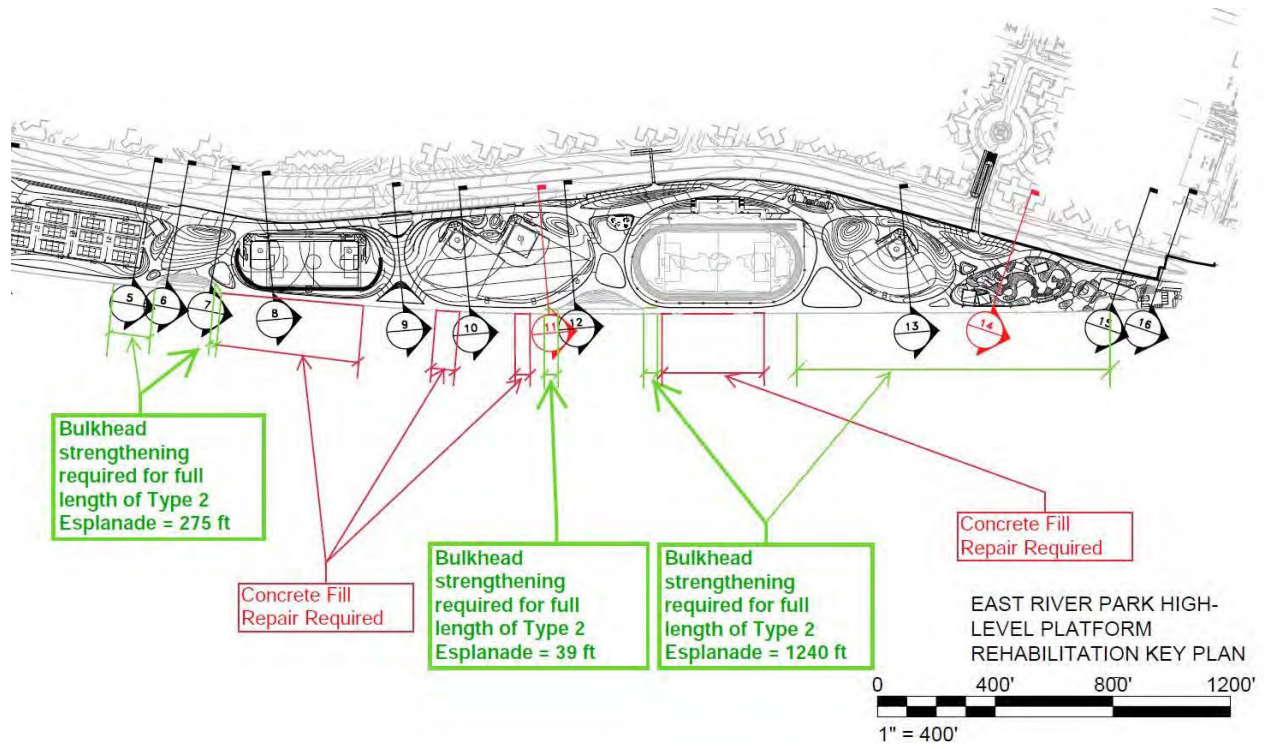 5
6
7
8
9
10
11
12
13
14
15
16
Bulkhead
strengthening
required for full
length of Type 2
Esplanade = 275 ft
Concrete Fill
Repair Required
Bulkhead
strengthening
required for full
length of Type 2
Esplanade = 39 ft
Bulkhead
strengthening
required for full
length of Type 2
Esplanade = 1240 ft
Concrete Fill
Repair Required
EAST RIVER PARK HIGH-
LEVEL PLATFORM
REHABILITATION KEY PLAN
0 400' 800' 1200'
1" = 400'